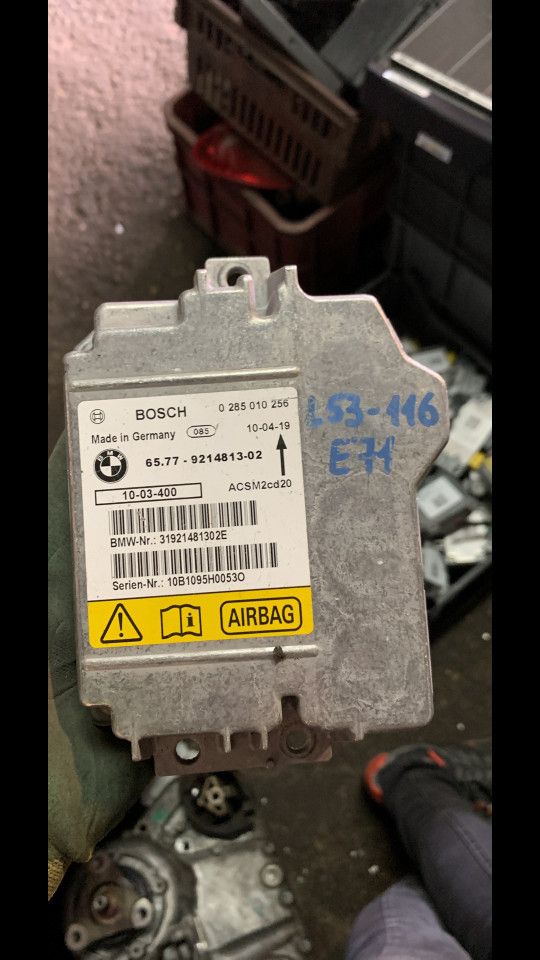 BOSCH 0 285 010 256
Made in Germany 085 10-04-19
BMW
65.77 - 9214813-02
10-03-400 ACSM2cd20
BMW-Nr.: 31921481302E
Serien-Nr.: 10B1095H0053O
AIRBAG
L53-116
E71